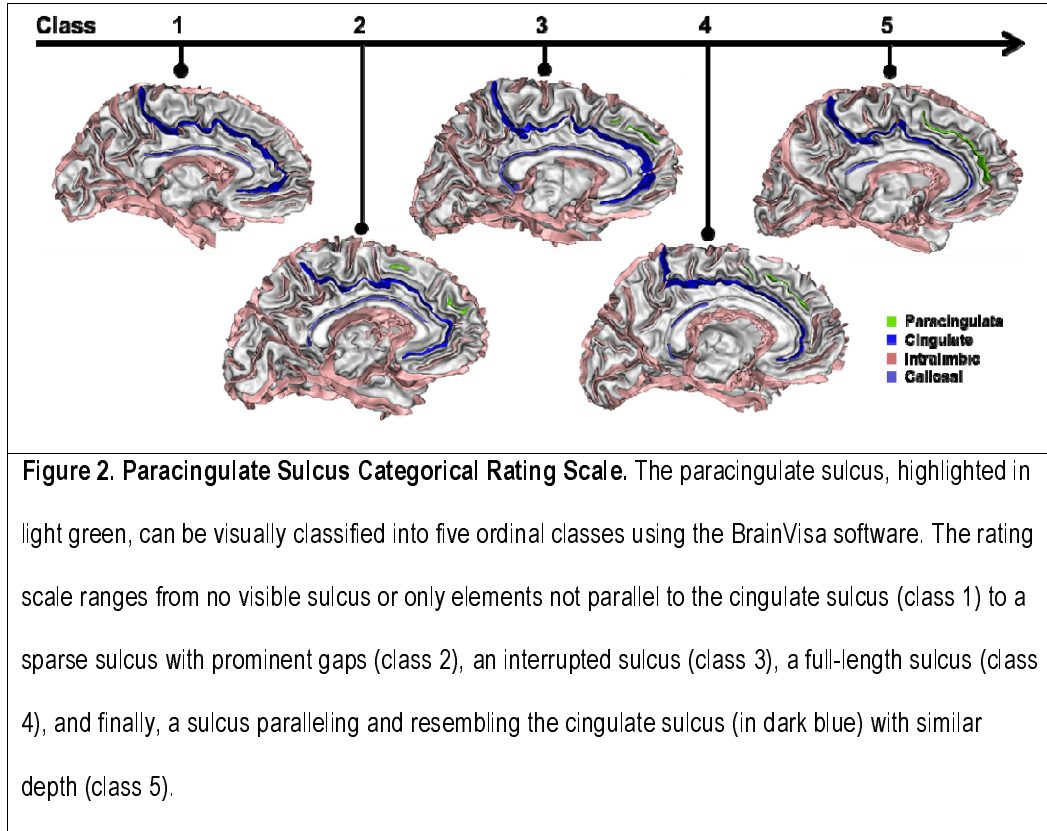 Class 1 2 3 4 5
Paracingulate
Cingulate
Intralimbic
Callosal
Figure 2. Paracingulate Sulcus Categorical Rating Scale. The paracingulate sulcus, highlighted in
light green, can be visually classified into five ordinal classes using the BrainVisa software. The rating
scale ranges from no visible sulcus or only elements not parallel to the cingulate sulcus (class 1) to a
sparse sulcus with prominent gaps (class 2), an interrupted sulcus (class 3), a full-length sulcus (class
4), and finally, a sulcus paralleling and resembling the cingulate sulcus (in dark blue) with similar
depth (class 5).